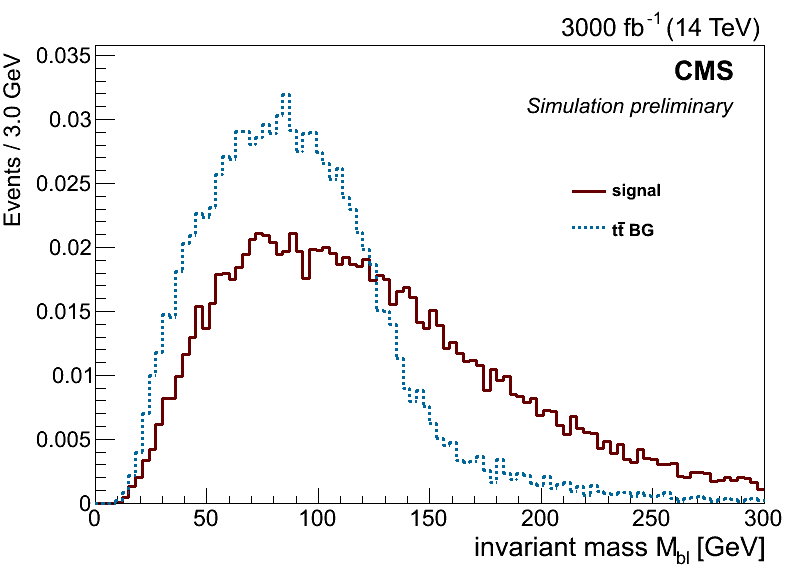 3000 fb⁻¹ (14 TeV)
CMS
Simulation preliminary
signal
tt̄ BG
Events / 3.0 GeV
0.035
0.03
0.025
0.02
0.015
0.01
0.005
0
0 50 100 150 200 250 300
invariant mass M_bl [GeV]